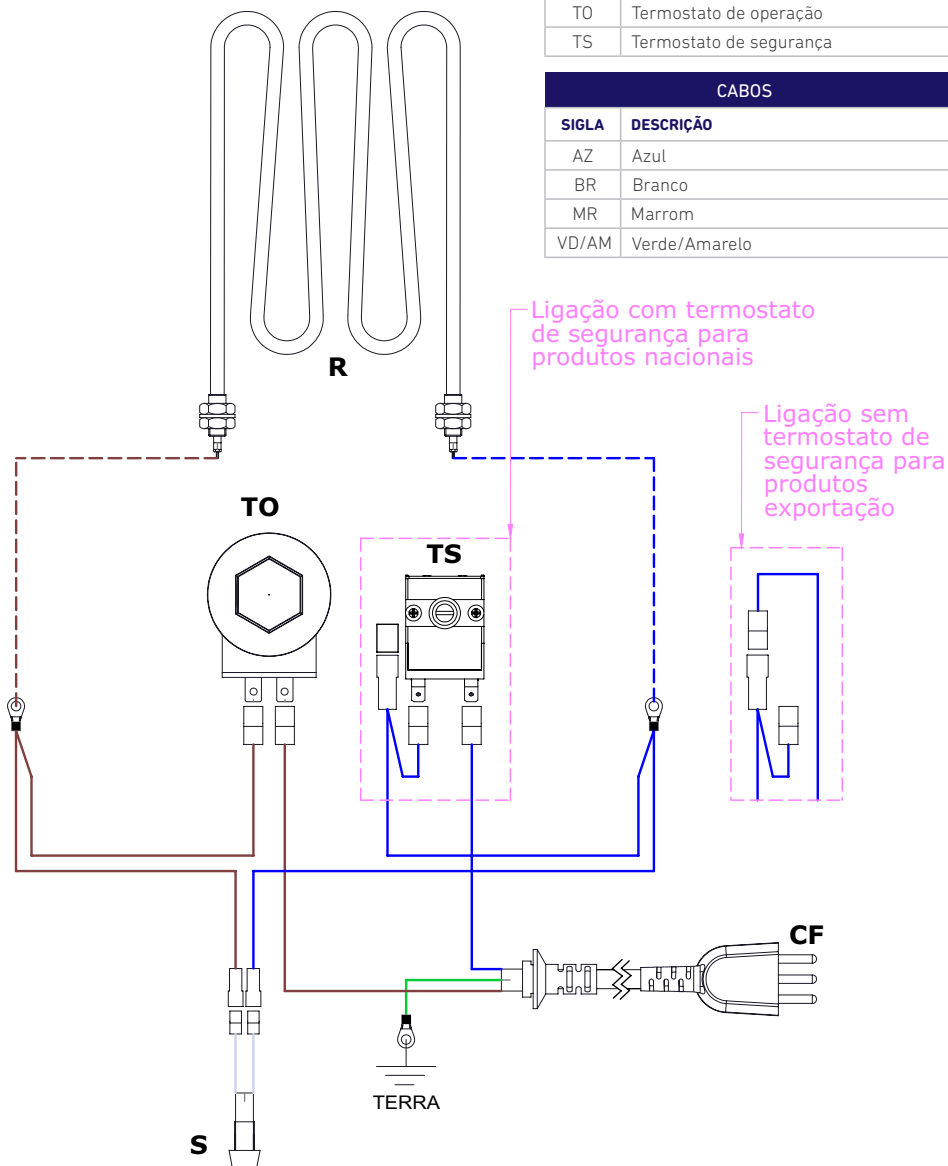 TO Termostato de operação
TS Termostato de segurança
CABOS
SIGLA DESCRIÇÃO
AZ Azul
BR Branco
MR Marrom
VD/AM Verde/Amarelo
Ligação com termostato
de segurança para
produtos nacionais
R
Ligação sem
termostato de
segurança para
produtos
exportação
TO
TS
CF
TERRA
S